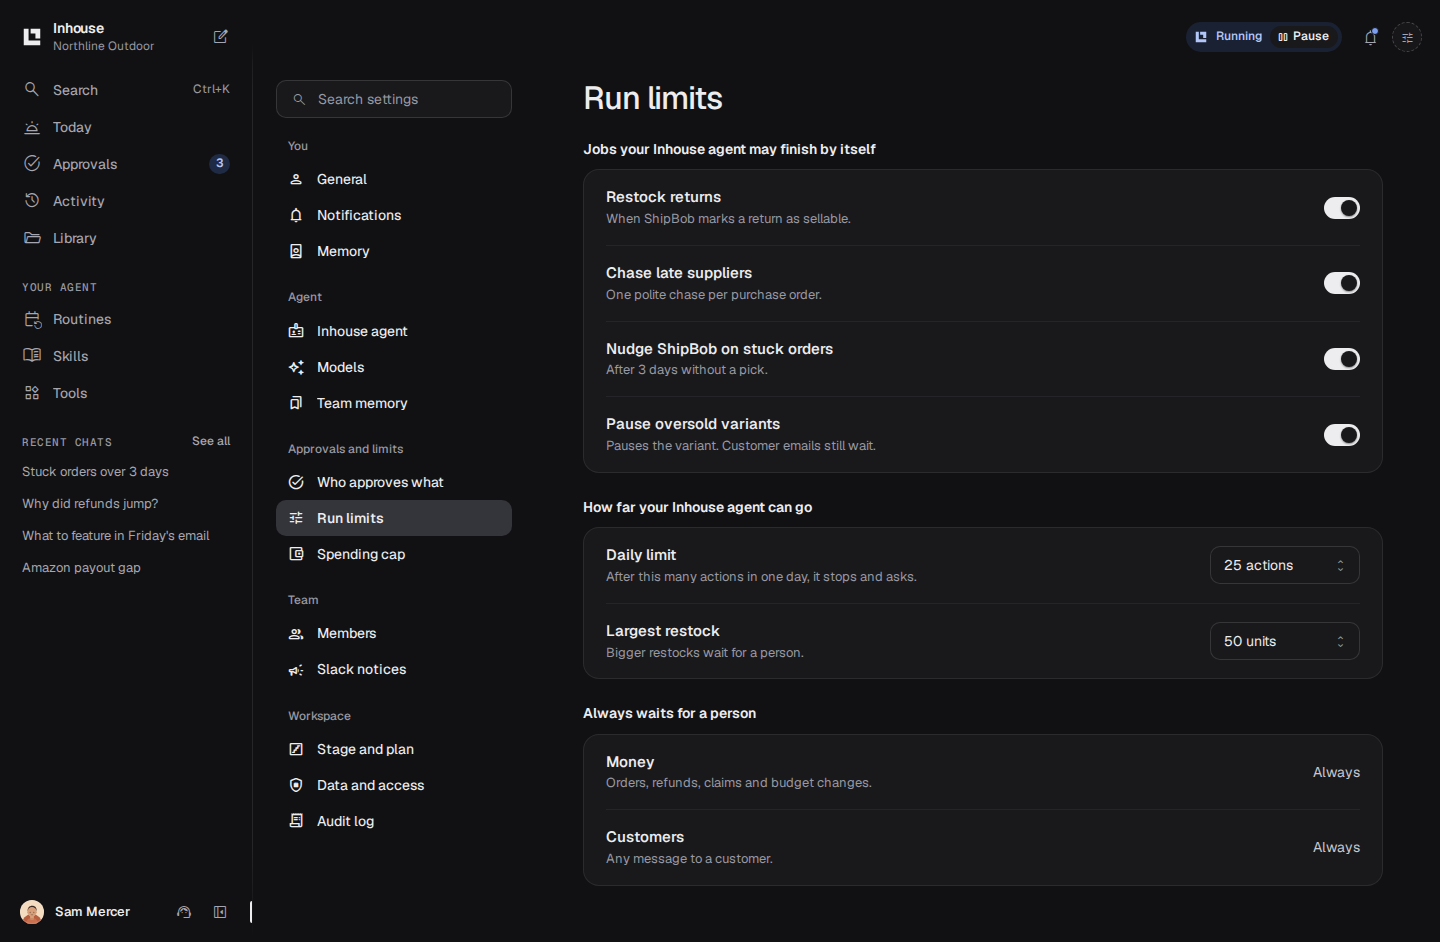 Inhouse
Northline Outdoor
Search Ctrl+K
Today
Approvals 3
Activity
Library
YOUR AGENT
Routines
Skills
Tools
RECENT CHATS See all
Stuck orders over 3 days
Why did refunds jump?
What to feature in Friday's email
Amazon payout gap
Sam Mercer
Search settings
You
General
Notifications
Memory
Agent
Inhouse agent
Models
Team memory
Approvals and limits
Who approves what
Run limits
Spending cap
Team
Members
Slack notices
Workspace
Stage and plan
Data and access
Audit log
Running Pause
Run limits
Jobs your Inhouse agent may finish by itself
Restock returns
When ShipBob marks a return as sellable.
Chase late suppliers
One polite chase per purchase order.
Nudge ShipBob on stuck orders
After 3 days without a pick.
Pause oversold variants
Pauses the variant. Customer emails still wait.
How far your Inhouse agent can go
Daily limit
After this many actions in one day, it stops and asks.
25 actions
Largest restock
Bigger restocks wait for a person.
50 units
Always waits for a person
Money
Orders, refunds, claims and budget changes.
Always
Customers
Any message to a customer.
Always